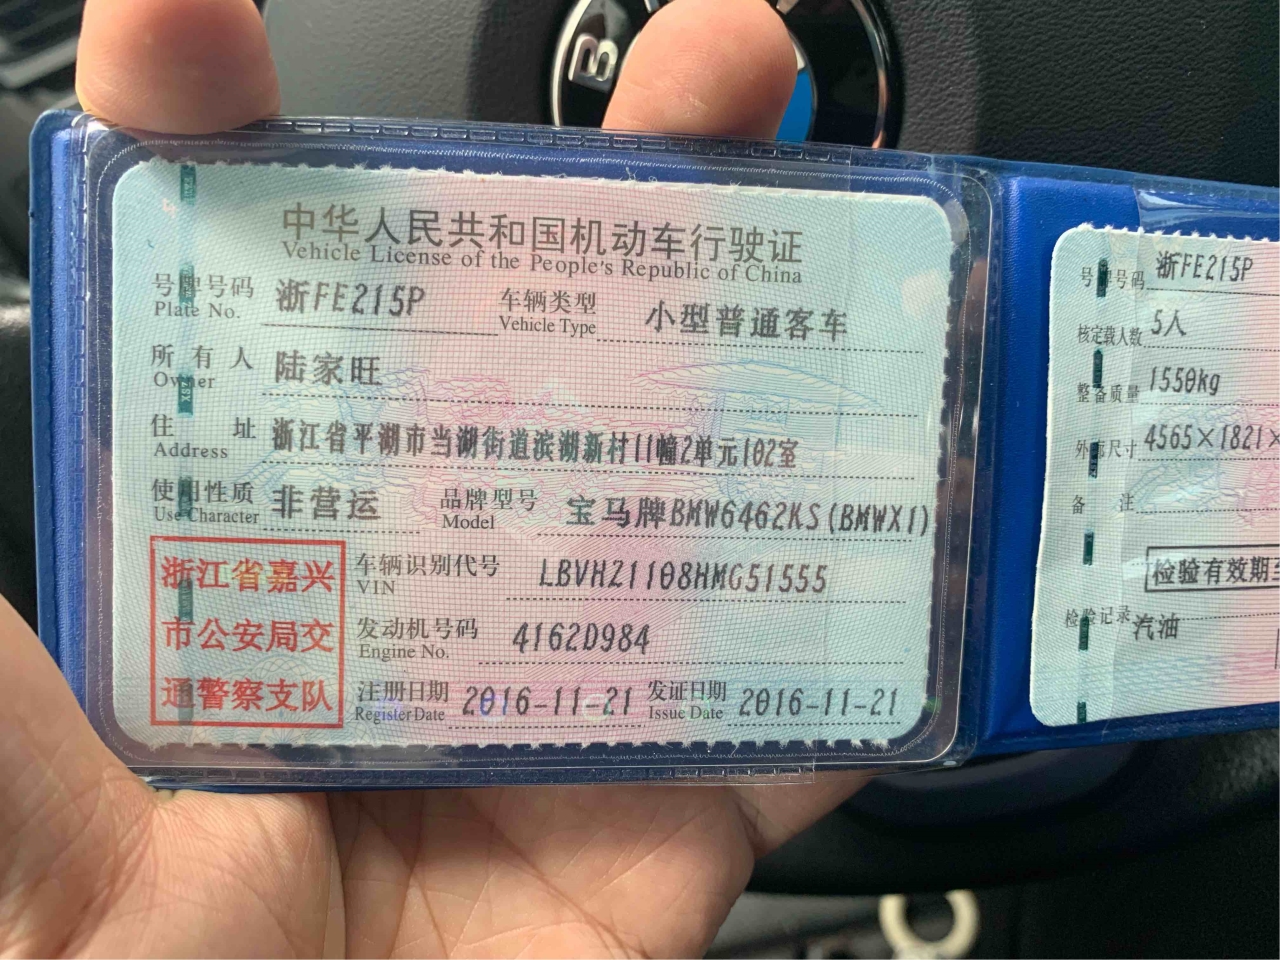 B
中华人民共和国机动车行驶证
Vehicle License of the People's Republic of China
号牌号码 浙FE215P 车辆类型 小型普通客车
Plate No. Vehicle Type
所有人 陆家旺
Owner
住址 浙江省平湖市当湖街道滨湖新村11幢2单元102室
Address
使用性质 非营运 品牌型号 宝马牌BMW6462KS(BMWX1)
Use Character Model
浙江省嘉兴
市公安局交
通警察支队
车辆识别代号 LBVHZ1108HMG51555
VIN
发动机号码 4162D984
Engine No.
注册日期 2016-11-21 发证日期 2016-11-21
Register Date Issue Date
号牌号码 浙FE215P
核定载人数 5人
整备质量 1550kg
外廓尺寸 4565×1821×
备注
检验有效期至
检验记录 汽油